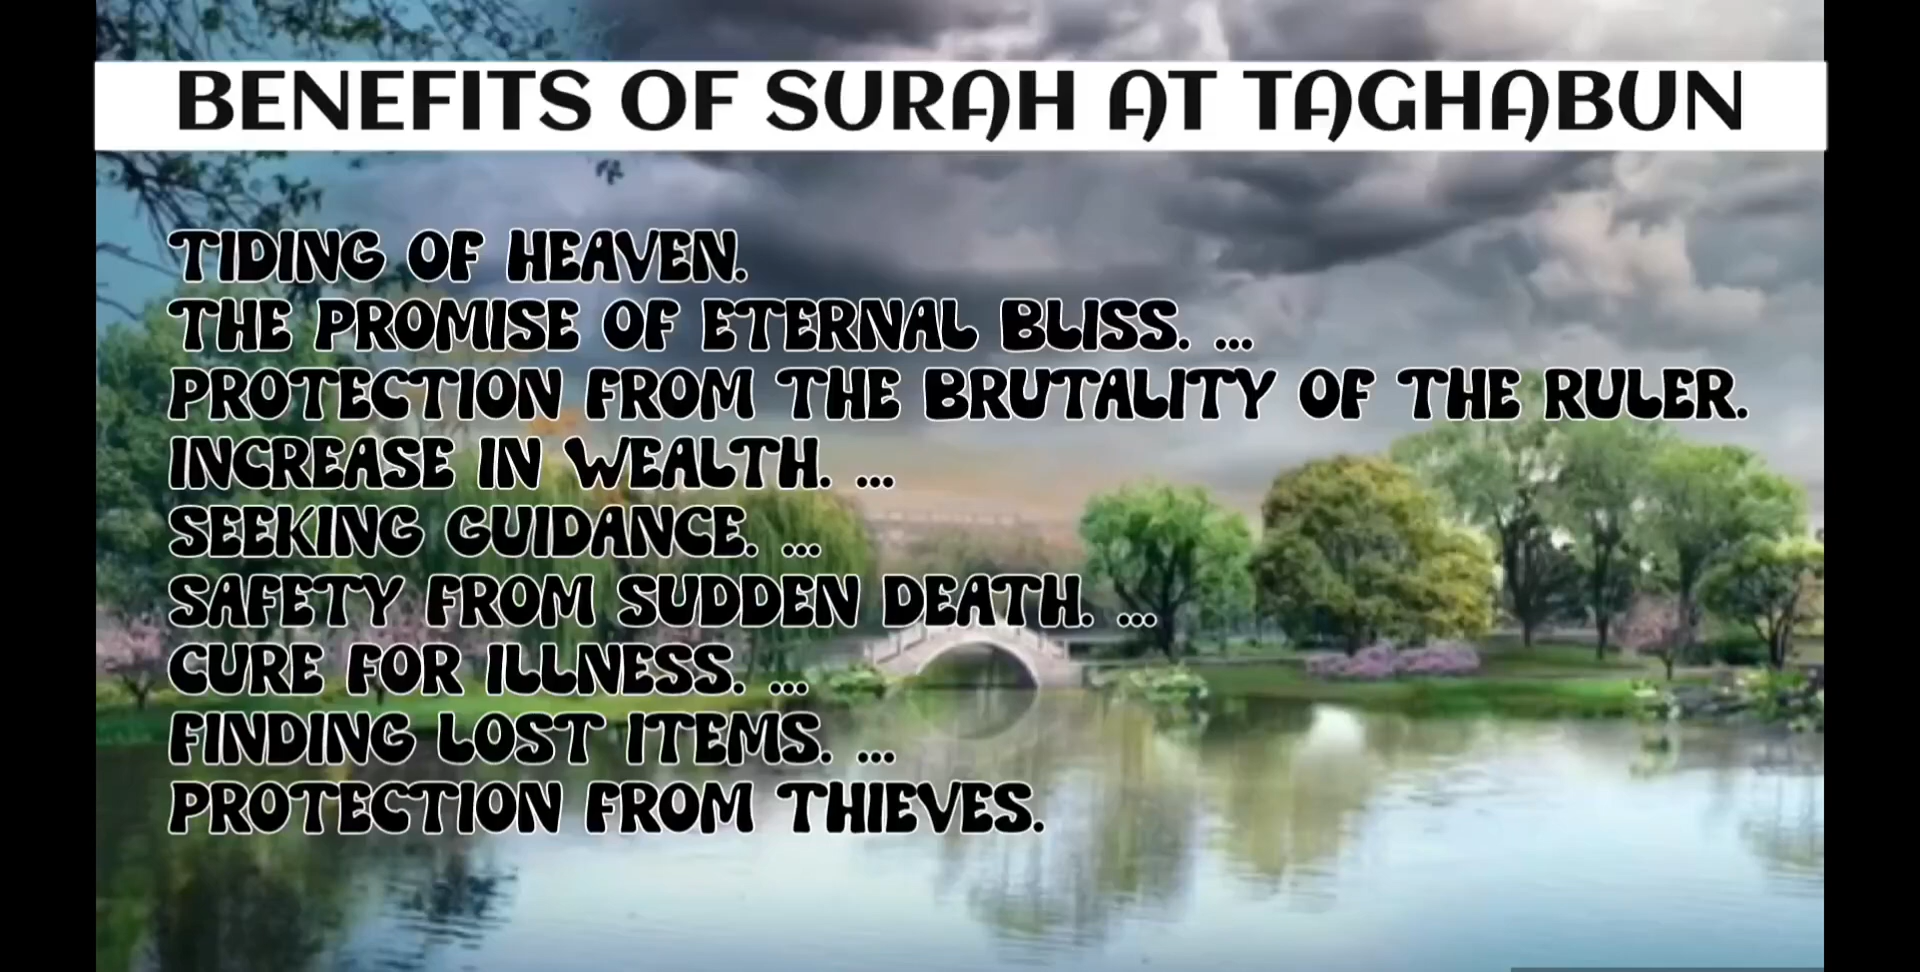 BENEFITS OF SURAH AT TAGHABUN
TIDING OF HEAVEN.
THE PROMISE OF ETERNAL BLISS. ...
PROTECTION FROM THE BRUTALITY OF THE RULER.
INCREASE IN WEALTH. ...
SEEKING GUIDANCE. ...
SAFETY FROM SUDDEN DEATH. ...
CURE FOR ILLNESS. ...
FINDING LOST ITEMS. ...
PROTECTION FROM THIEVES.